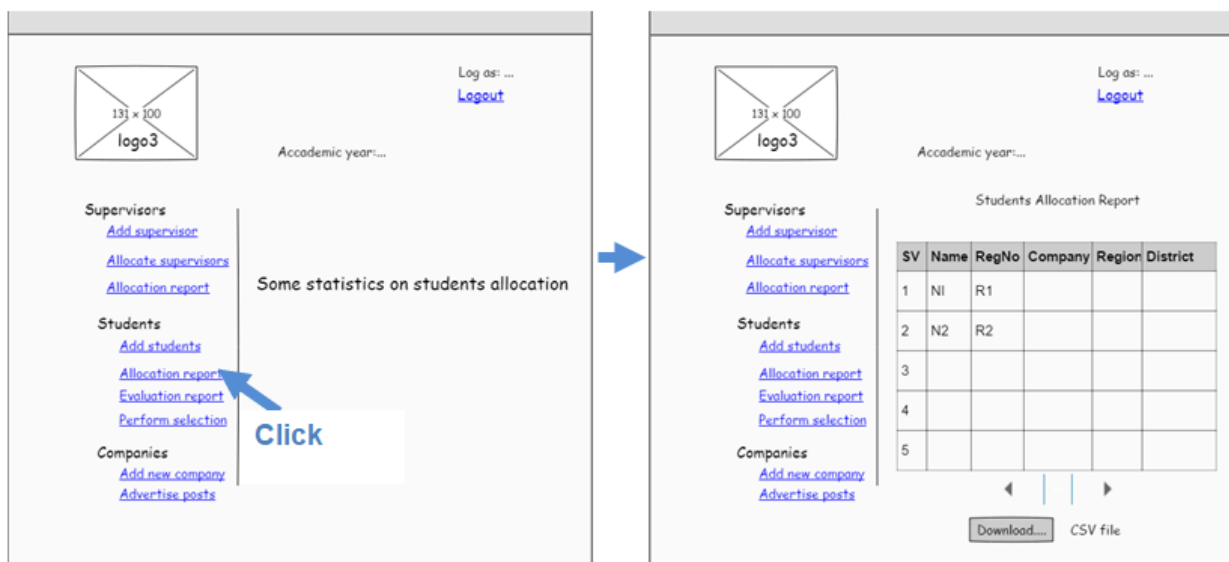 Log as: ...
Logout
131 x 100
logo3
Accademic year:...
Supervisors
Add supervisor
Allocate supervisors
Allocation report
Some statistics on students allocation
Students
Add students
Allocation report
Evaluation report
Perform selection
Click
Companies
Add new company
Advertise posts
Log as: ...
Logout
131 x 100
logo3
Accademic year:...
Supervisors
Add supervisor
Allocate supervisors
Allocation report
Students
Add students
Allocation report
Evaluation report
Perform selection
Companies
Add new company
Advertise posts
Students Allocation Report
SV Name RegNo Company Region District
1 NI R1
2 N2 R2
3
4
5
Download.... CSV file